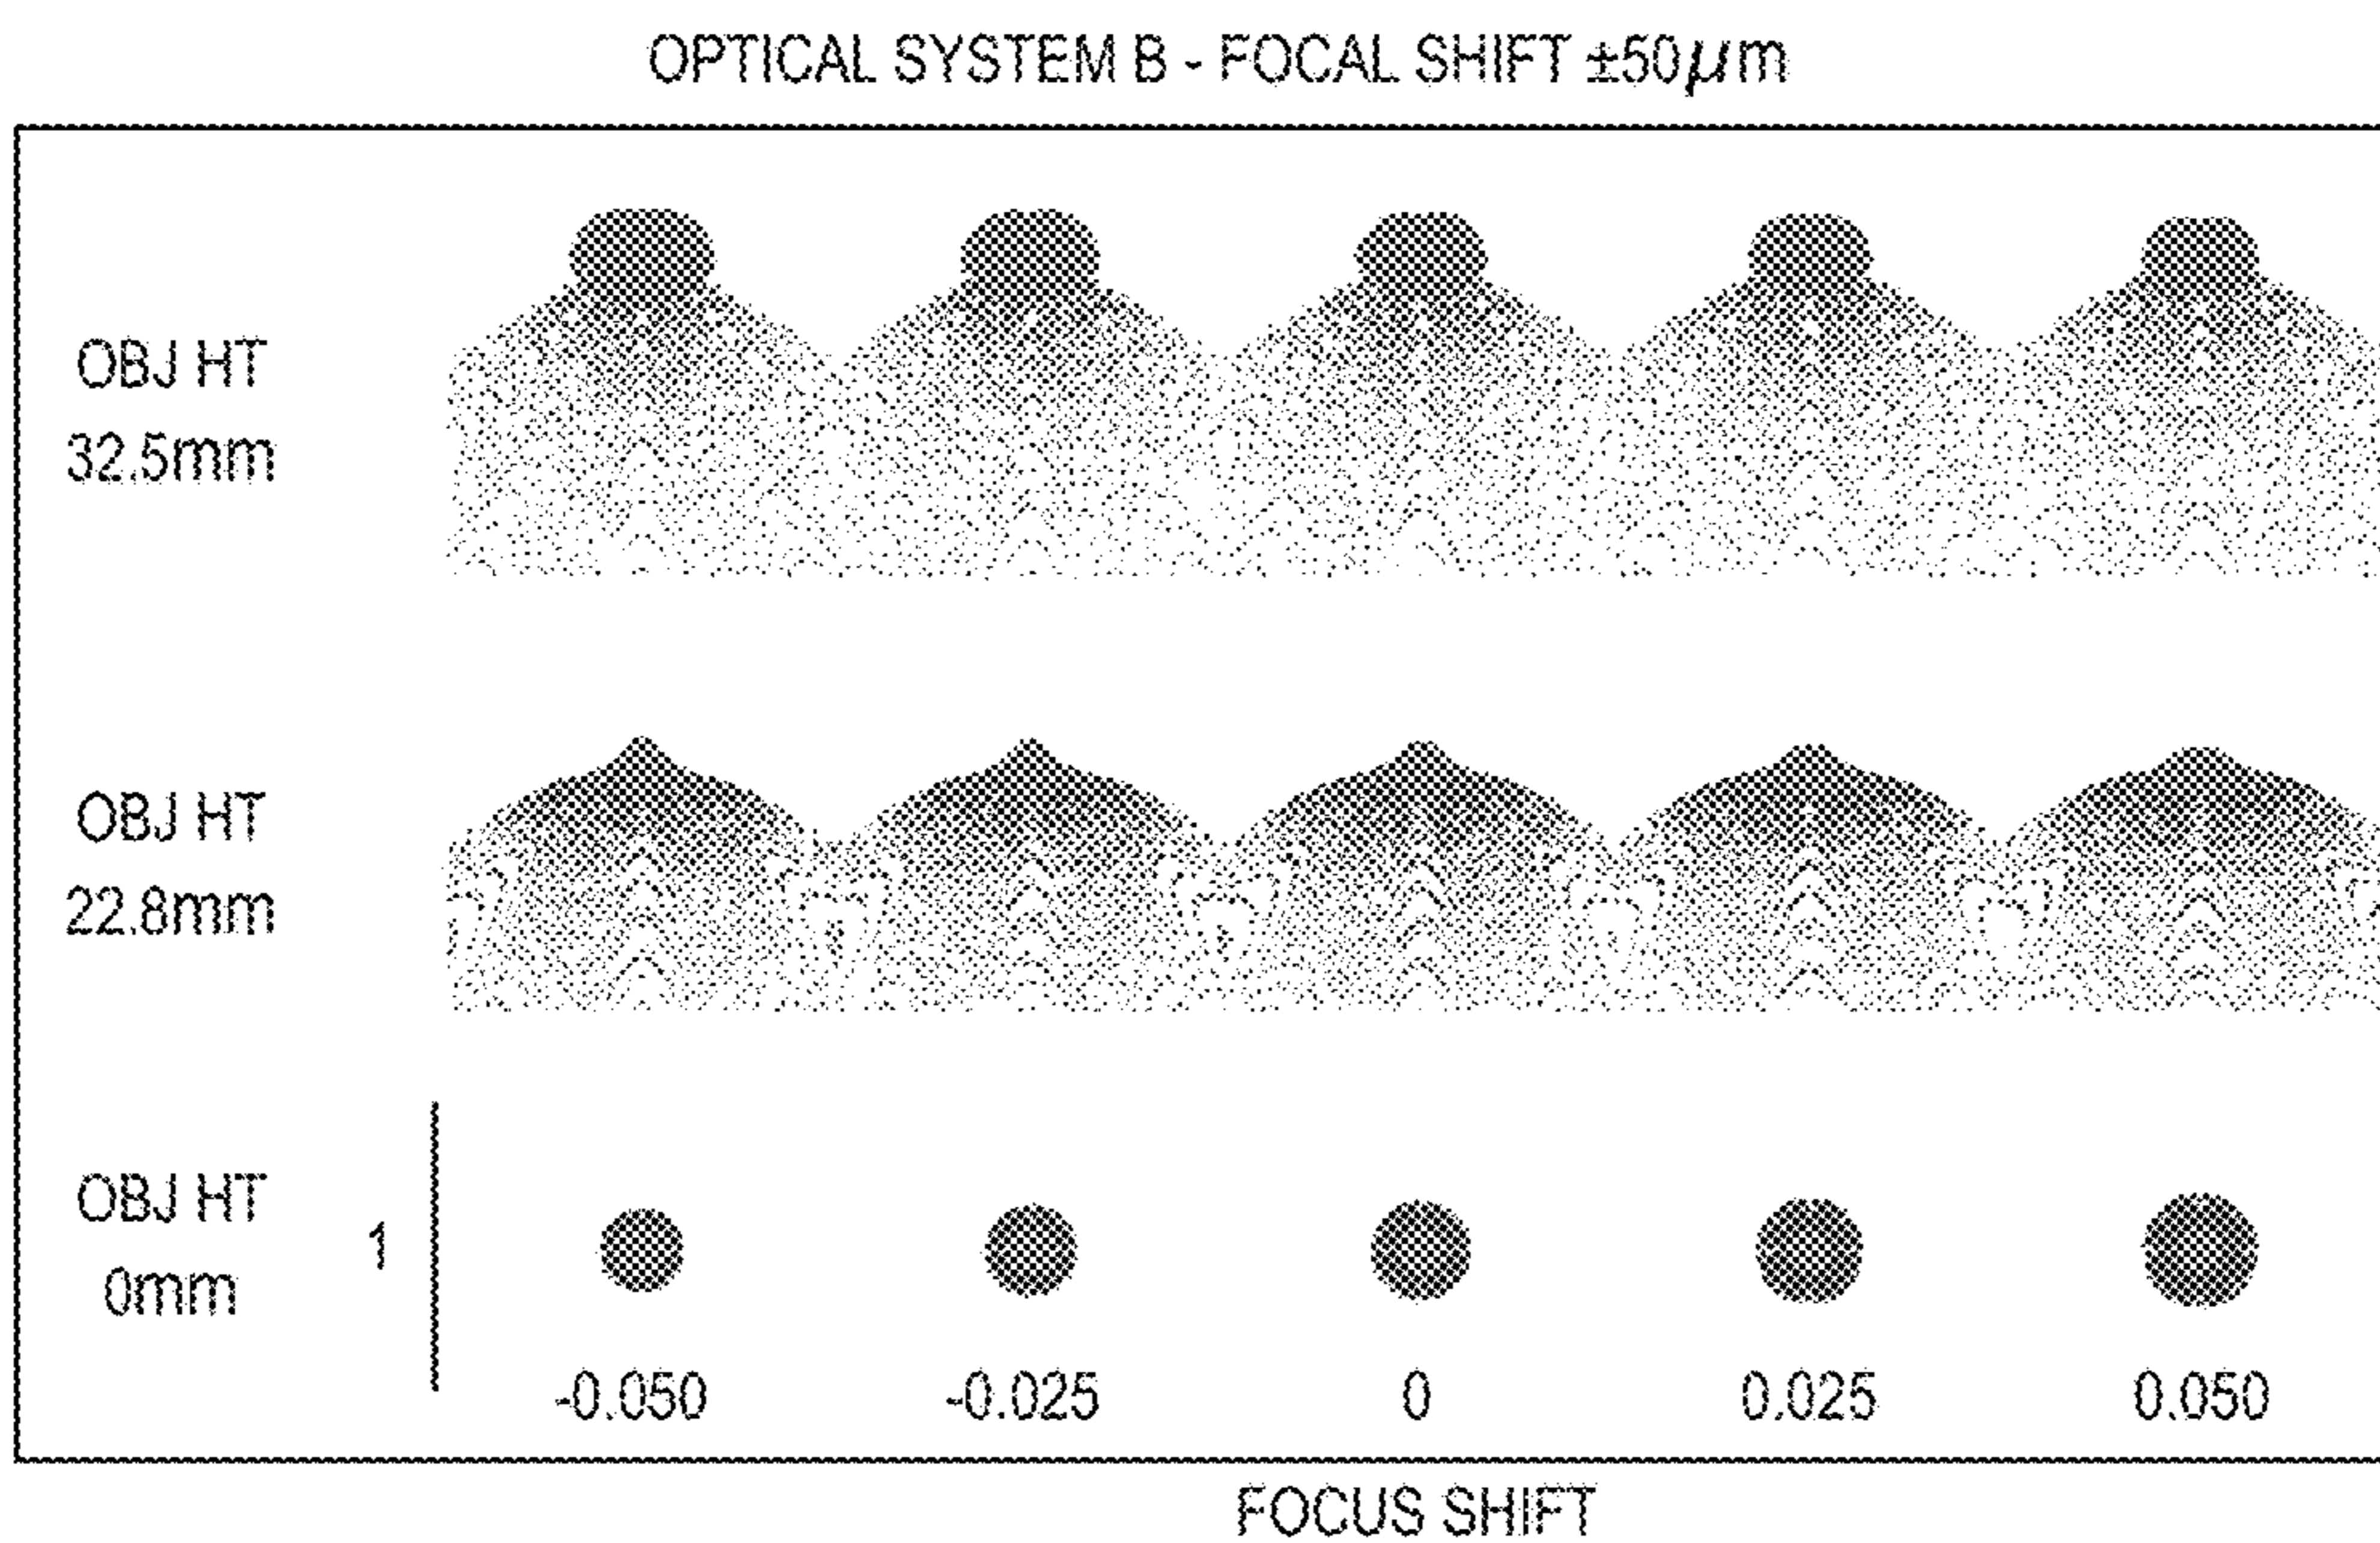 OPTICAL SYSTEM B - FOCAL SHIFT ±50μm
OBJ HT
32.5mm
OBJ HT
22.8mm
OBJ HT
0mm
1
-0.050 -0.025 0 0.025 0.050
FOCUS SHIFT